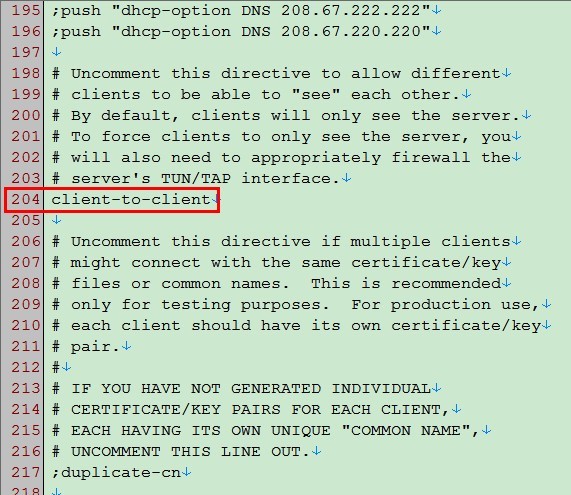 195 ;push "dhcp-option DNS 208.67.222.222"↓
196 ;push "dhcp-option DNS 208.67.220.220"↓
197 ↓
198 # Uncomment this directive to allow different↓
199 # clients to be able to "see" each other.↓
200 # By default, clients will only see the server.↓
201 # To force clients to only see the server, you↓
202 # will also need to appropriately firewall the↓
203 # server's TUN/TAP interface.↓
204 client-to-client↓
205 ↓
206 # Uncomment this directive if multiple clients↓
207 # might connect with the same certificate/key↓
208 # files or common names.  This is recommended↓
209 # only for testing purposes.  For production use,↓
210 # each client should have its own certificate/key↓
211 # pair.↓
212 #↓
213 # IF YOU HAVE NOT GENERATED INDIVIDUAL↓
214 # CERTIFICATE/KEY PAIRS FOR EACH CLIENT,↓
215 # EACH HAVING ITS OWN UNIQUE "COMMON NAME",↓
216 # UNCOMMENT THIS LINE OUT.↓
217 ;duplicate-cn↓
218 ↓